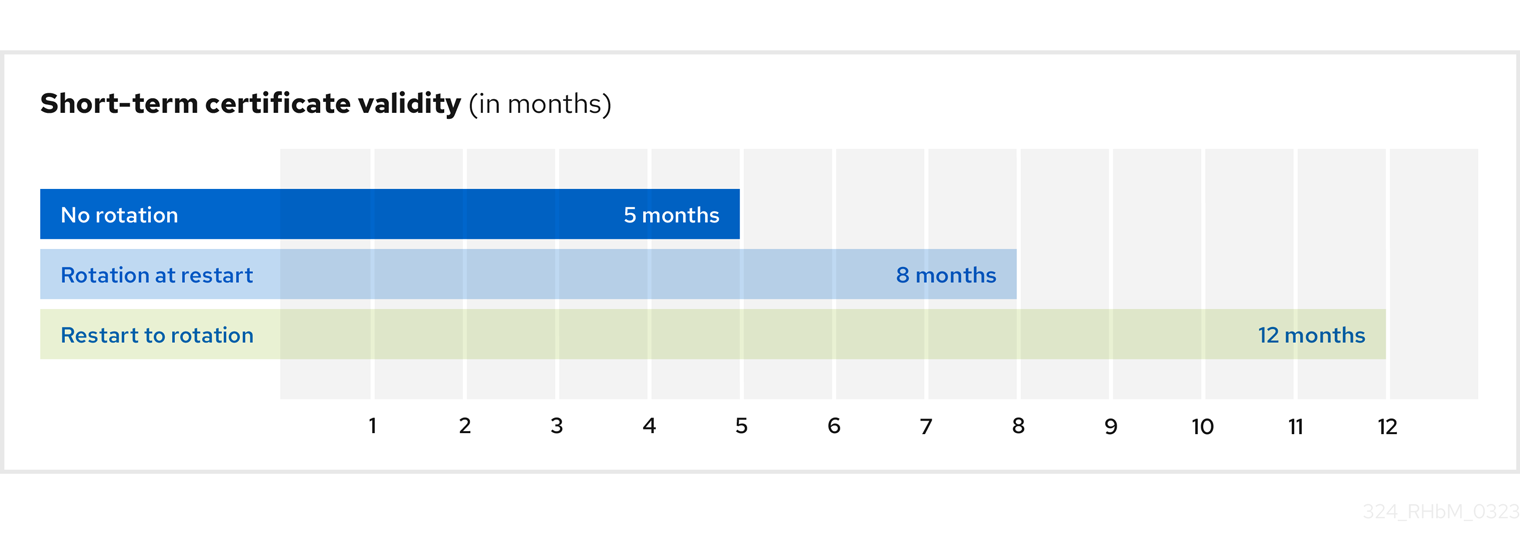 Short-term certificate validity (in months)
No rotation 5 months
Rotation at restart 8 months
Restart to rotation 12 months
1 2 3 4 5 6 7 8 9 10 11 12
324_RHbM_0323